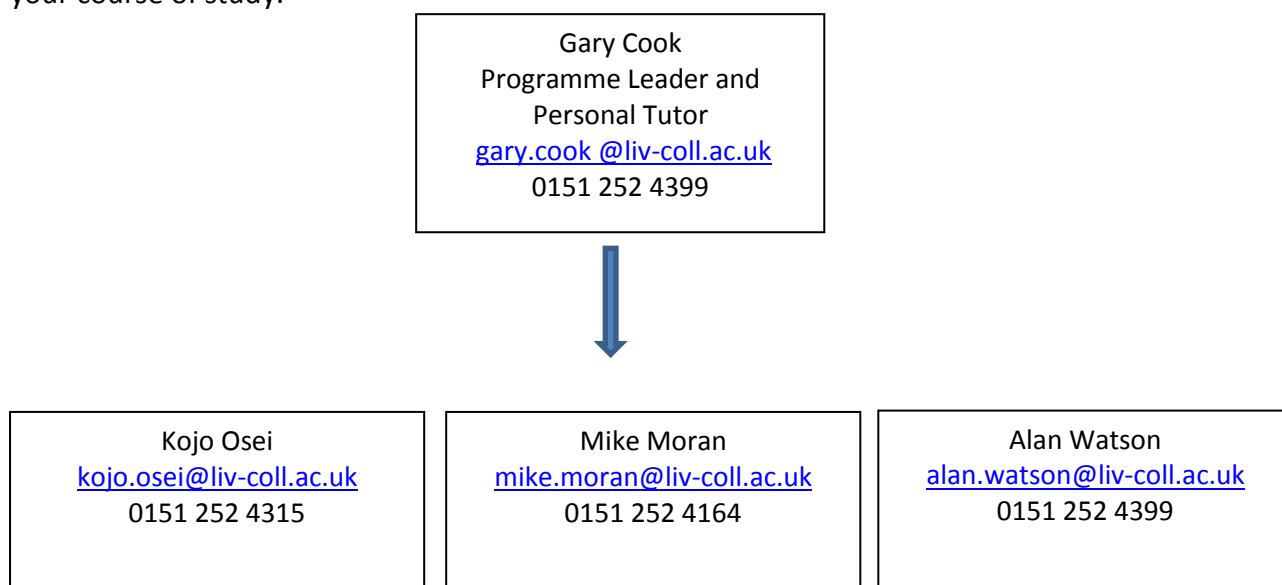 your course of study.
Gary Cook
Programme Leader and
Personal Tutor
gary.cook @liv-coll.ac.uk
0151 252 4399
Kojo Osei
kojo.osei@liv-coll.ac.uk
0151 252 4315
Mike Moran
mike.moran@liv-coll.ac.uk
0151 252 4164
Alan Watson
alan.watson@liv-coll.ac.uk
0151 252 4399